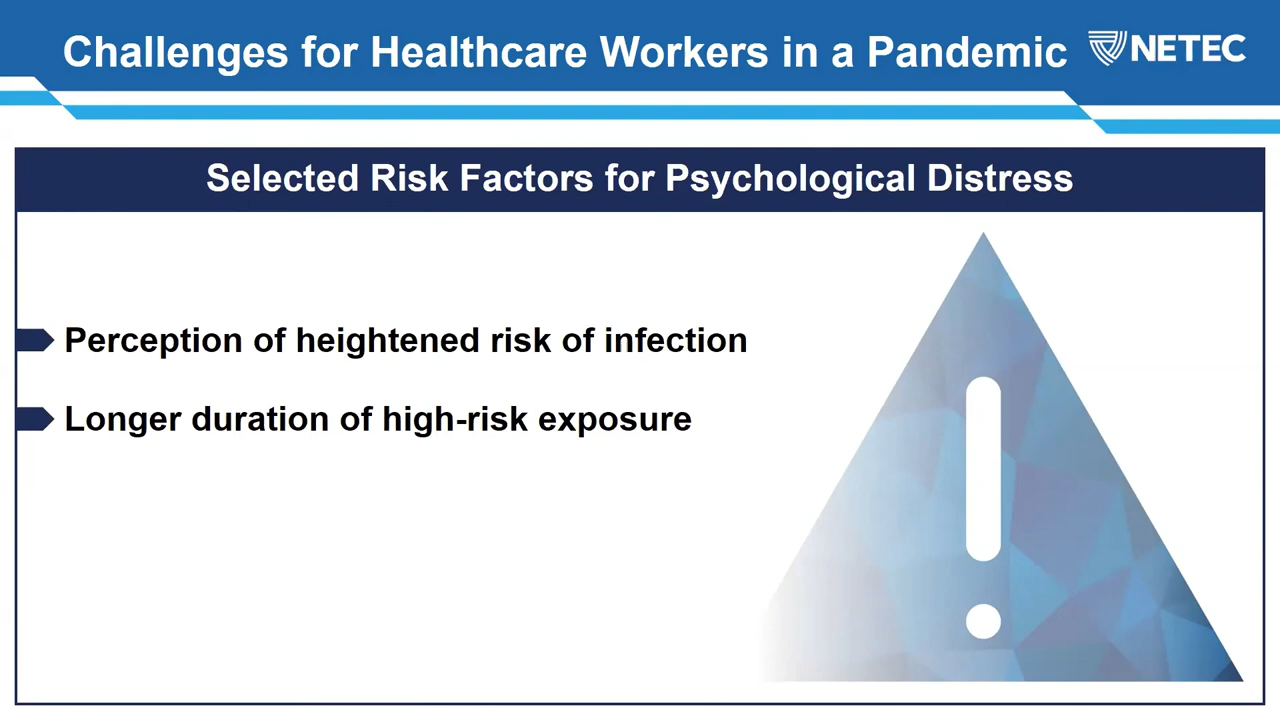 Challenges for Healthcare Workers in a Pandemic
NETEC
Selected Risk Factors for Psychological Distress
Perception of heightened risk of infection
Longer duration of high-risk exposure